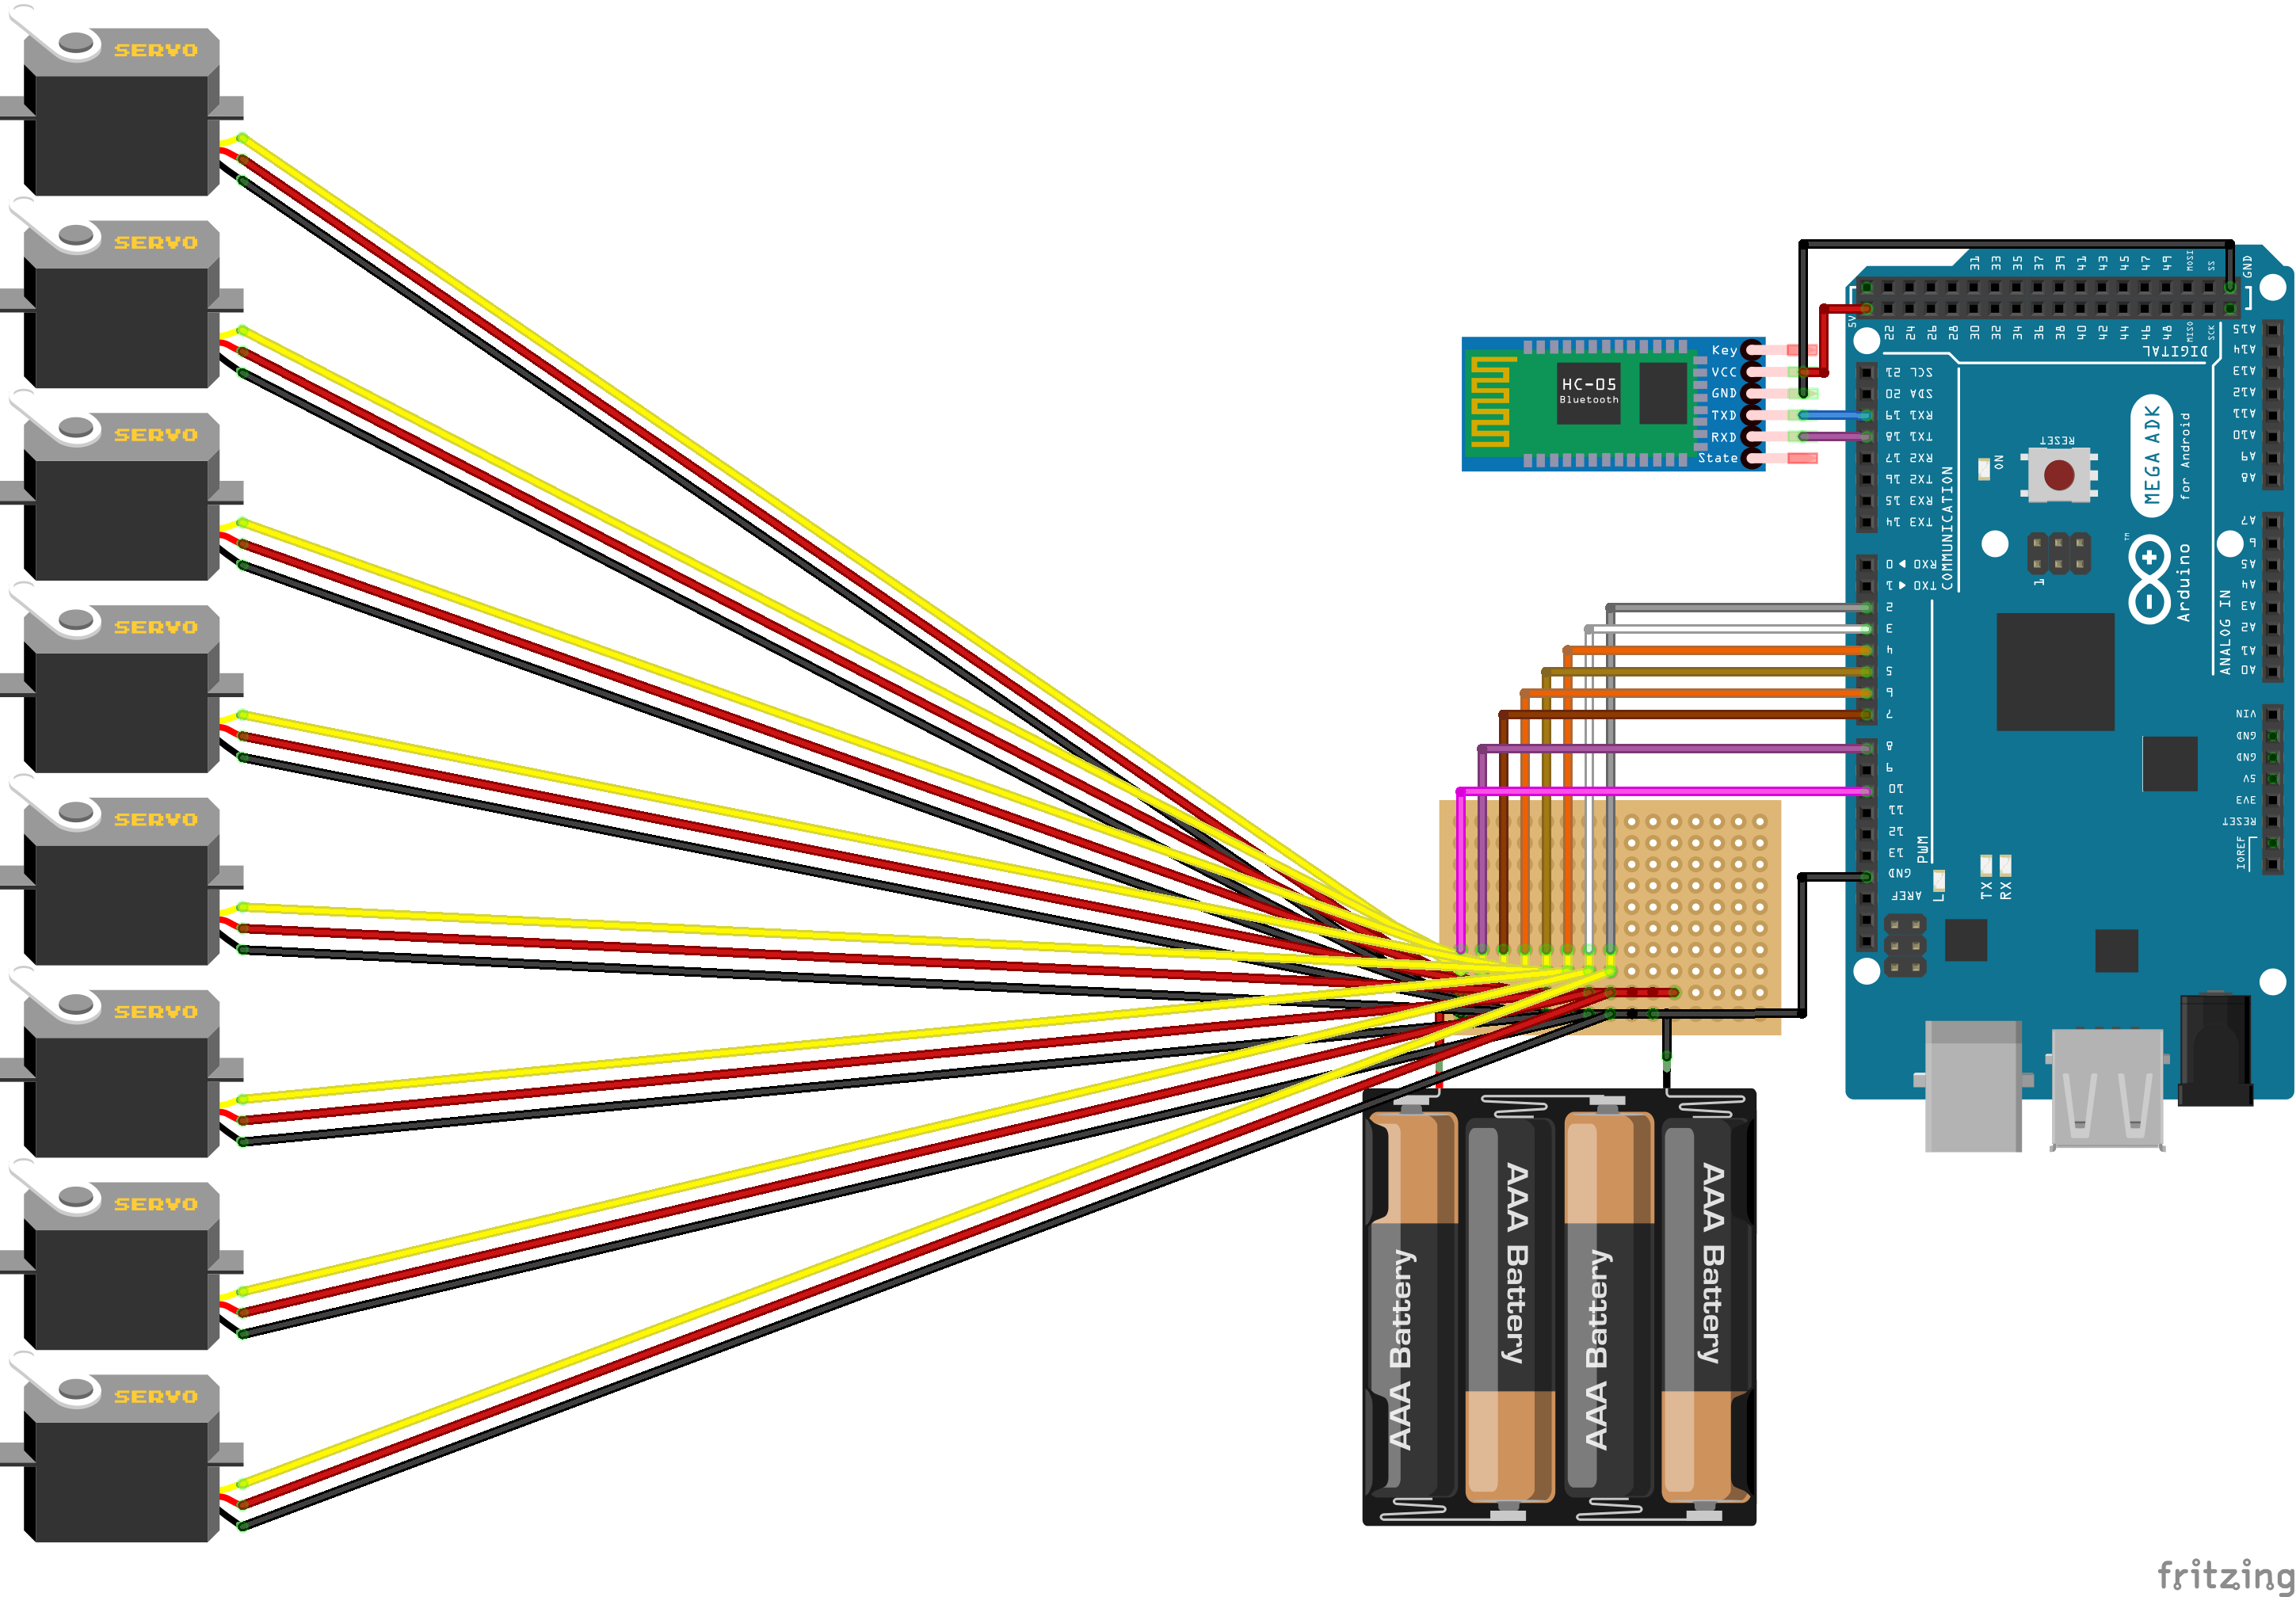 SERVO
SERVO
SERVO
SERVO
SERVO
SERVO
SERVO
SERVO
HC-05
Bluetooth
Key
VCC
GND
TXD
RXD
State
AAA Battery
AAA Battery
AAA Battery
AAA Battery
31
33
35
37
39
41
43
45
47
49
MOSI
SS
GND
5V
22
24
26
28
30
32
34
36
38
40
42
44
46
48
MISO
SCK
DIGITAL
SCL 21
SDA 20
RX1 19
TX1 18
RX2 17
TX2 16
RX3 15
TX3 14
COMMUNICATION
RX0 ▶ 0
TX0 ◀ 1
2
3
4
5
6
7
8
9
10
11
12
13
GND
AREF
PWM
L
TX
RX
ON
RESET
1
MEGA ADK
for Android
TM
Arduino
A15
A14
A13
A12
A11
A10
A9
A8
A7
6
A5
A4
A3
A2
A1
A0
ANALOG IN
VIN
GND
GND
5V
3V3
RESET
IOREF
fritzing